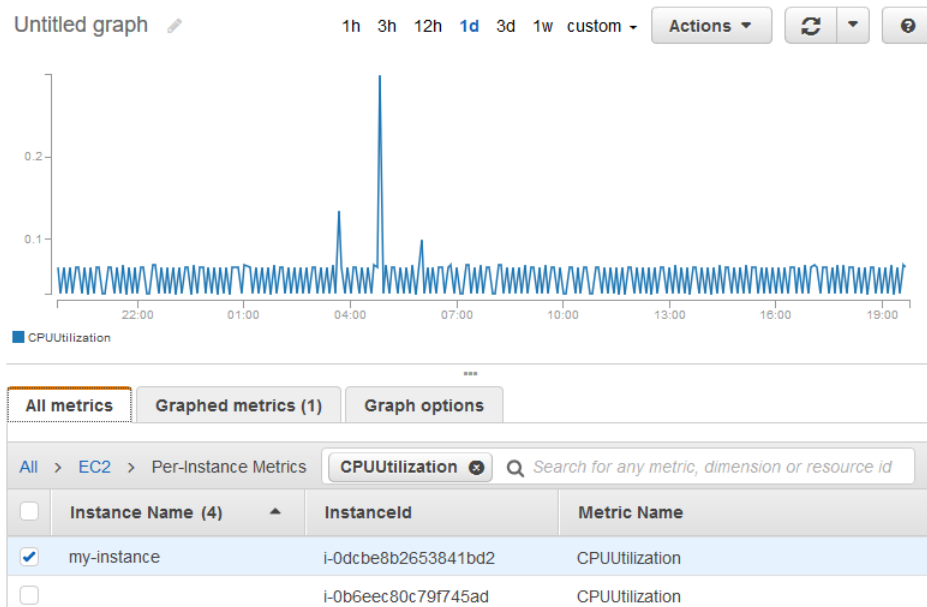 Untitled graph 1h 3h 12h 1d 3d 1w custom Actions
0.2
0.1
22:00 01:00 04:00 07:00 10:00 13:00 16:00 19:00
CPUUtilization
All metrics Graphed metrics (1) Graph options
All > EC2 > Per-Instance Metrics CPUUtilization Search for any metric, dimension or resource id
Instance Name (4) InstanceId Metric Name
my-instance i-0dcbe8b2653841bd2 CPUUtilization
i-0b6eec80c79f745ad CPUUtilization